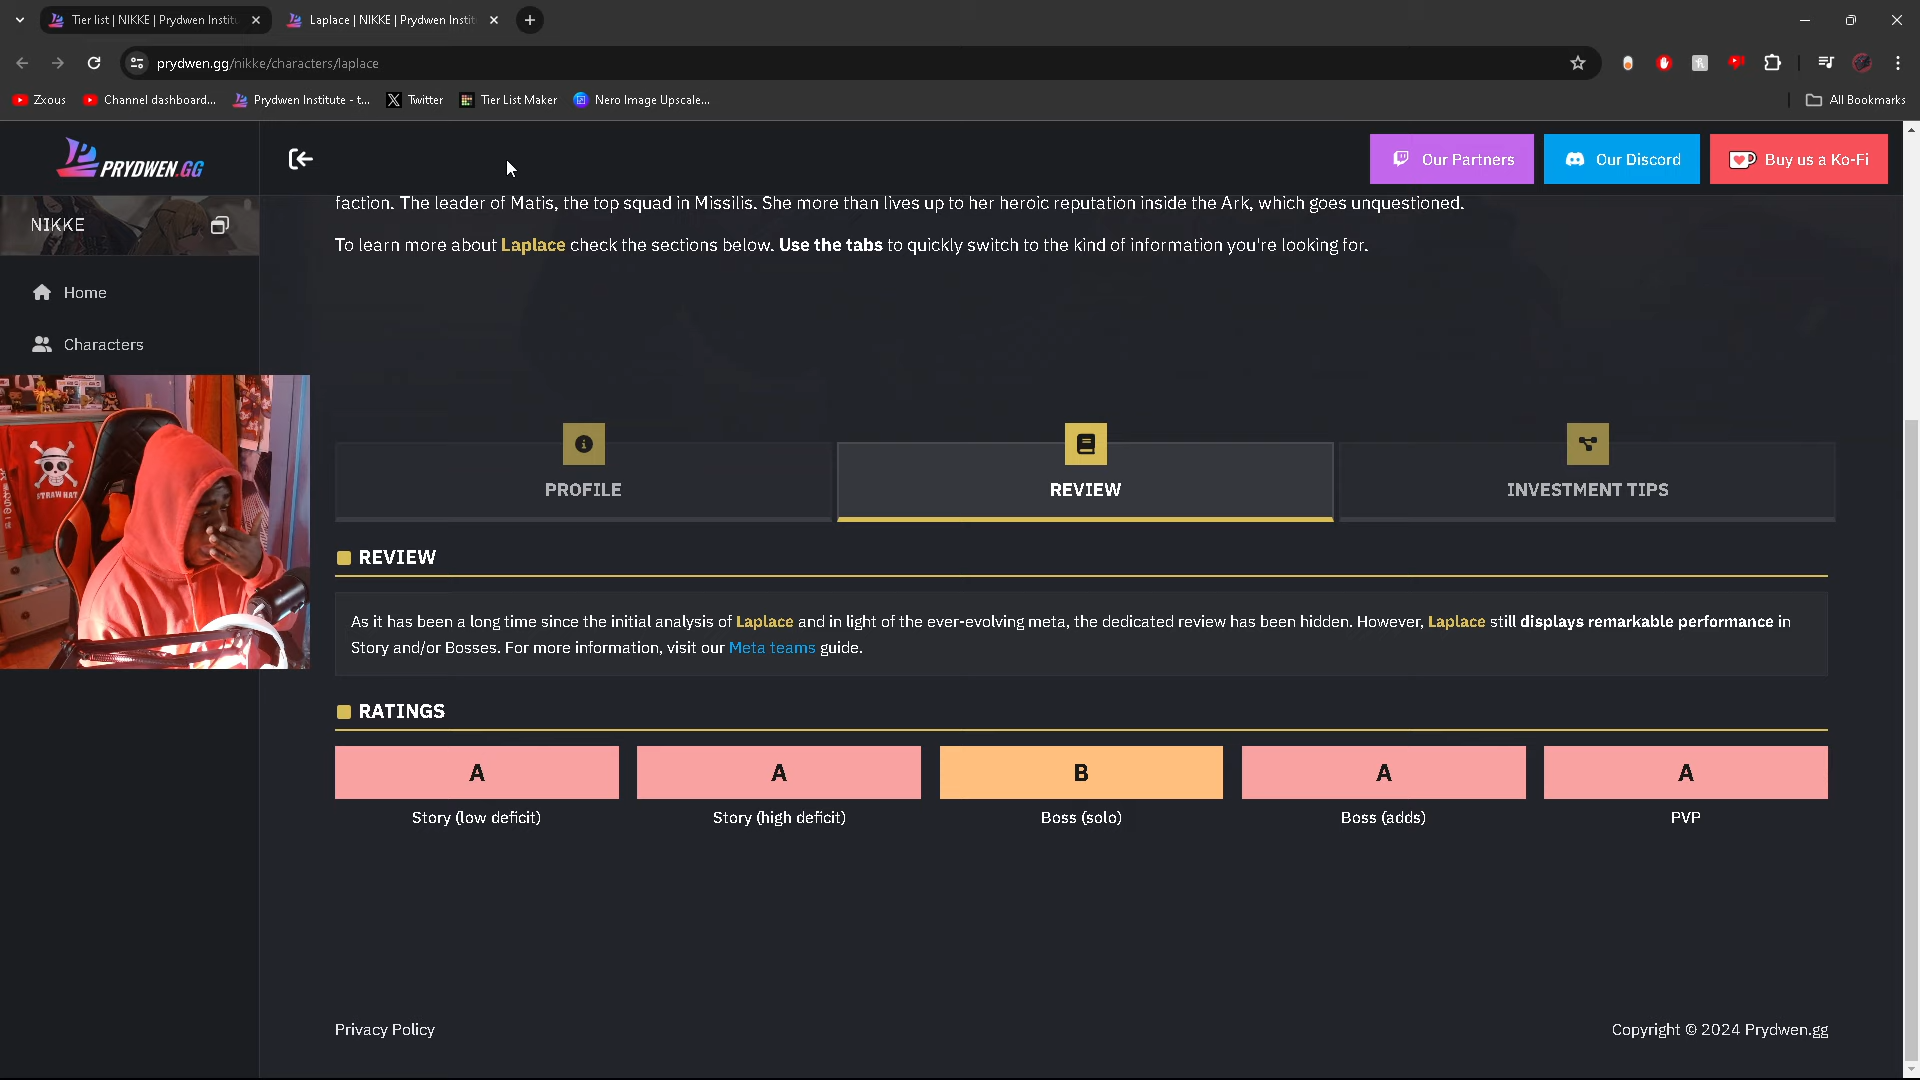 Tier list | NIKKE | Prydwen Instit
Laplace | NIKKE | Prydwen Instit
prydwen.gg/nikke/characters/laplace
Zxous
Channel dashboard...
Prydwen Institute - t...
Twitter
Tier List Maker
Nero Image Upscale...
All Bookmarks
PRYDWEN.GG
Our Partners
Our Discord
Buy us a Ko-Fi
NIKKE
Home
Characters
faction. The leader of Matis, the top squad in Missilis. She more than lives up to her heroic reputation inside the Ark, which goes unquestioned.
To learn more about Laplace check the sections below. Use the tabs to quickly switch to the kind of information you're looking for.
PROFILE
REVIEW
INVESTMENT TIPS
STRAW HAT
REVIEW
As it has been a long time since the initial analysis of Laplace and in light of the ever-evolving meta, the dedicated review has been hidden. However, Laplace still displays remarkable performance in
Story and/or Bosses. For more information, visit our Meta teams guide.
RATINGS
A
A
B
A
A
Story (low deficit)
Story (high deficit)
Boss (solo)
Boss (adds)
PVP
Privacy Policy
Copyright © 2024 Prydwen.gg